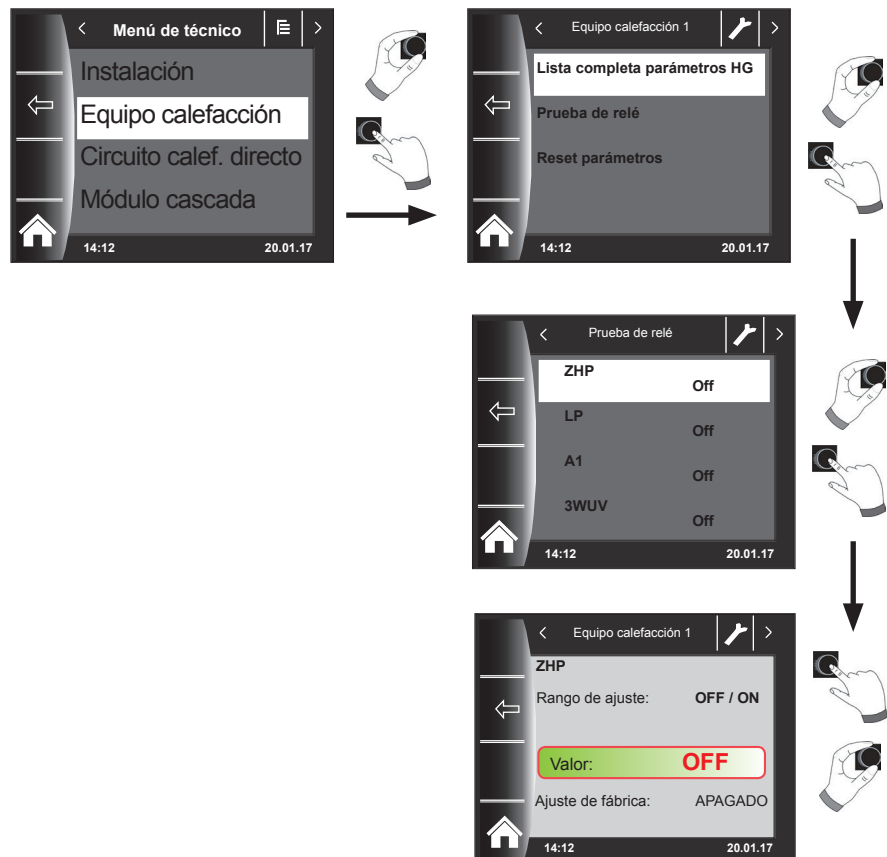 Menú de técnico
Instalación
Equipo calefacción
Circuito calef. directo
Módulo cascada
14:12 20.01.17
Equipo calefacción 1
Lista completa parámetros HG
Prueba de relé
Reset parámetros
14:12 20.01.17
Prueba de relé
ZHP
Off
LP
Off
A1
Off
3WUV
Off
14:12 20.01.17
Equipo calefacción 1
ZHP
Rango de ajuste: OFF / ON
Valor: OFF
Ajuste de fábrica: APAGADO
14:12 20.01.17